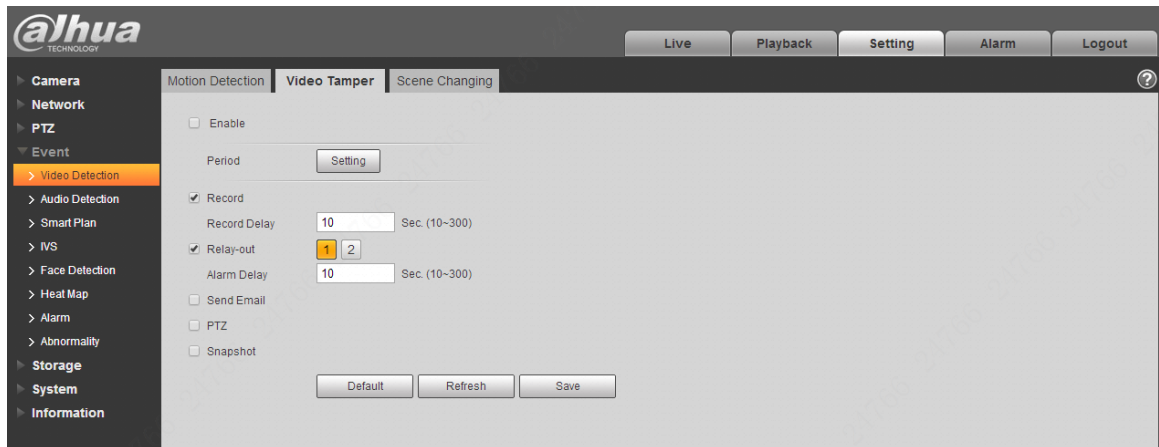 alhua
TECHNOLOGY
Live Playback Setting Alarm Logout
Camera
Network
PTZ
Event
Video Detection
Audio Detection
Smart Plan
IVS
Face Detection
Heat Map
Alarm
Abnormality
Storage
System
Information
Motion Detection Video Tamper Scene Changing ?
Enable
Period Setting
Record
Record Delay 10 Sec. (10~300)
Relay-out 1 2
Alarm Delay 10 Sec. (10~300)
Send Email
PTZ
Snapshot
Default Refresh Save